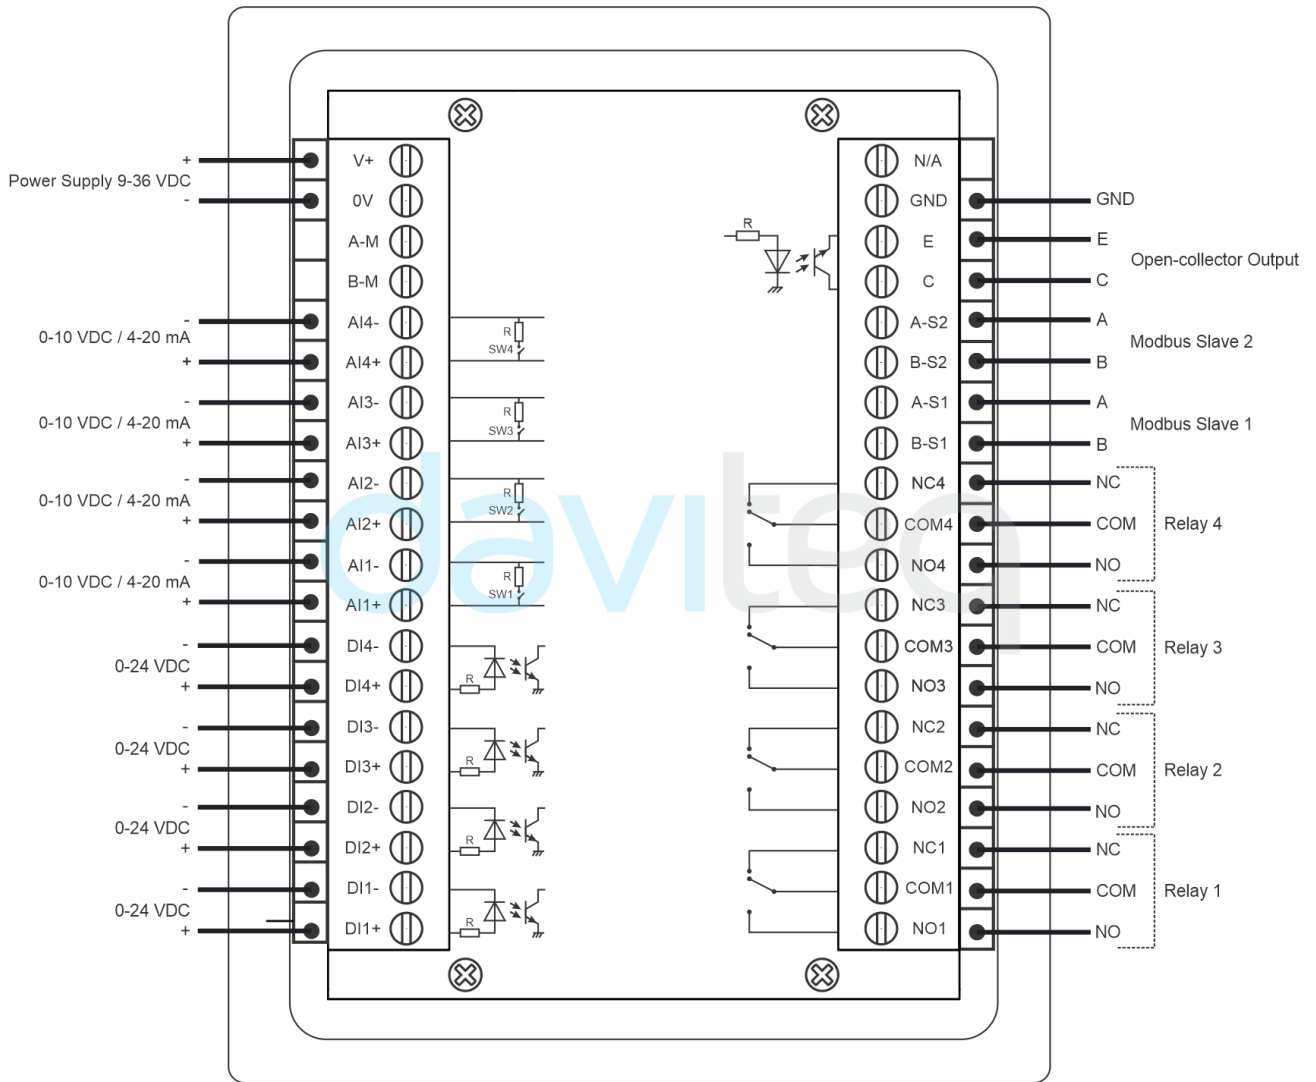 +
Power Supply 9-36 VDC
-
-
0-10 VDC / 4-20 mA
+
-
0-10 VDC / 4-20 mA
+
-
0-10 VDC / 4-20 mA
+
-
0-10 VDC / 4-20 mA
+
-
0-24 VDC
+
-
0-24 VDC
+
-
0-24 VDC
+
-
0-24 VDC
+
V+
0V
A-M
B-M
AI4-
AI4+
AI3-
AI3+
AI2-
AI2+
AI1-
AI1+
DI4-
DI4+
DI3-
DI3+
DI2-
DI2+
DI1-
DI1+
R
SW4
R
SW3
R
SW2
R
SW1
R
R
R
R
daviteq
R
N/A
GND
E
C
A-S2
B-S2
A-S1
B-S1
NC4
COM4
NO4
NC3
COM3
NO3
NC2
COM2
NO2
NC1
COM1
NO1
GND
E
Open-collector Output
C
A
Modbus Slave 2
B
A
Modbus Slave 1
B
NC
COM
Relay 4
NO
NC
COM
Relay 3
NO
NC
COM
Relay 2
NO
NC
COM
Relay 1
NO